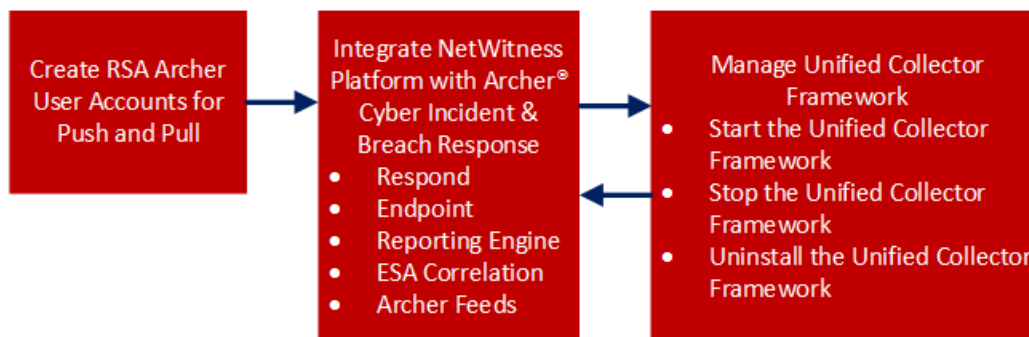 Create RSA Archer
User Accounts for
Push and Pull
Integrate NetWitness
Platform with Archer®
Cyber Incident &
Breach Response
• Respond
• Endpoint
• Reporting Engine
• ESA Correlation
• Archer Feeds
Manage Unified Collector
Framework
• Start the Unified Collector
Framework
• Stop the Unified Collector
Framework
• Uninstall the Unified Collector
Framework